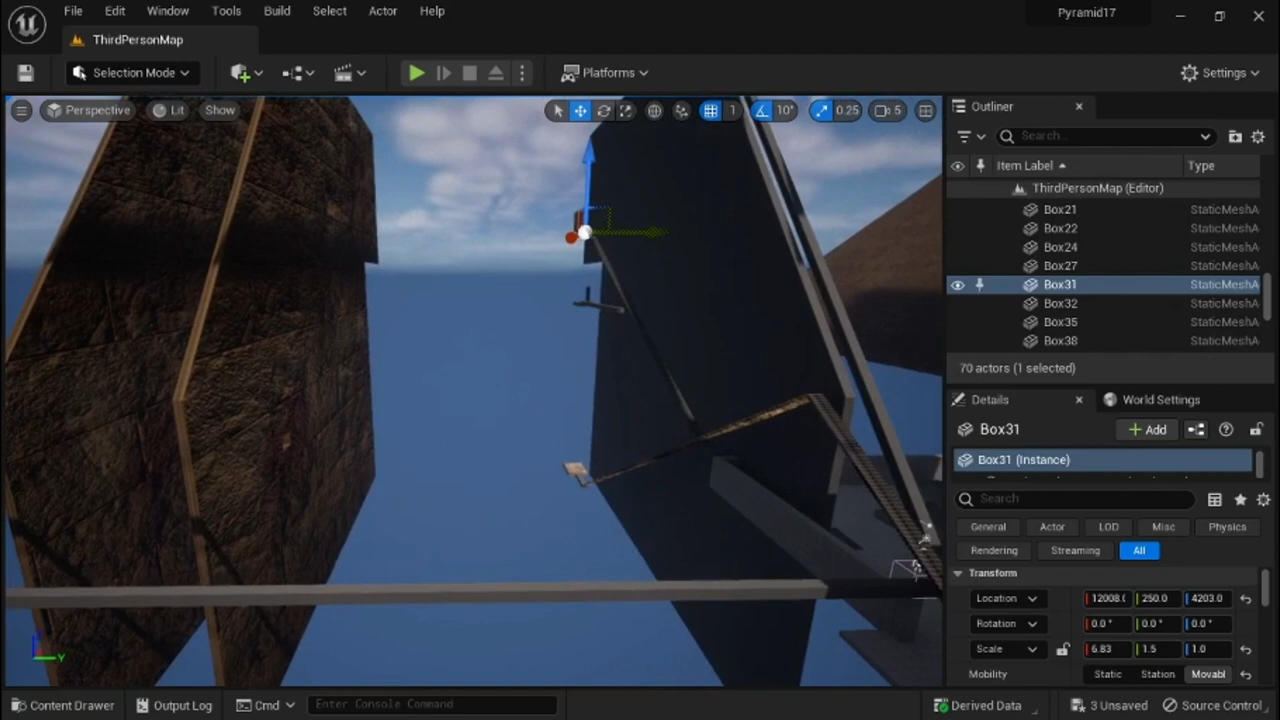 File Edit Window Tools Build Select Actor Help
Pyramid17
ThirdPersonMap
Selection Mode
Platforms
Settings
Perspective Lit Show
1 10° 0.25 5
Outliner
Search...
Item Label Type
ThirdPersonMap (Editor)
Box21 StaticMeshA
Box22 StaticMeshA
Box24 StaticMeshA
Box27 StaticMeshA
Box31 StaticMeshA
Box32 StaticMeshA
Box35 StaticMeshA
Box38 StaticMeshA
70 actors (1 selected)
Details World Settings
Box31 Add
Box31 (Instance)
Search
General Actor LOD Misc Physics
Rendering Streaming All
Transform
Location 12008.( 250.0 4203.0
Rotation 0.0° 0.0° 0.0°
Scale 6.83 1.5 1.0
Mobility Static Station Movabl
Y
Content Drawer Output Log Cmd Enter Console Command Derived Data 3 Unsaved Source Control